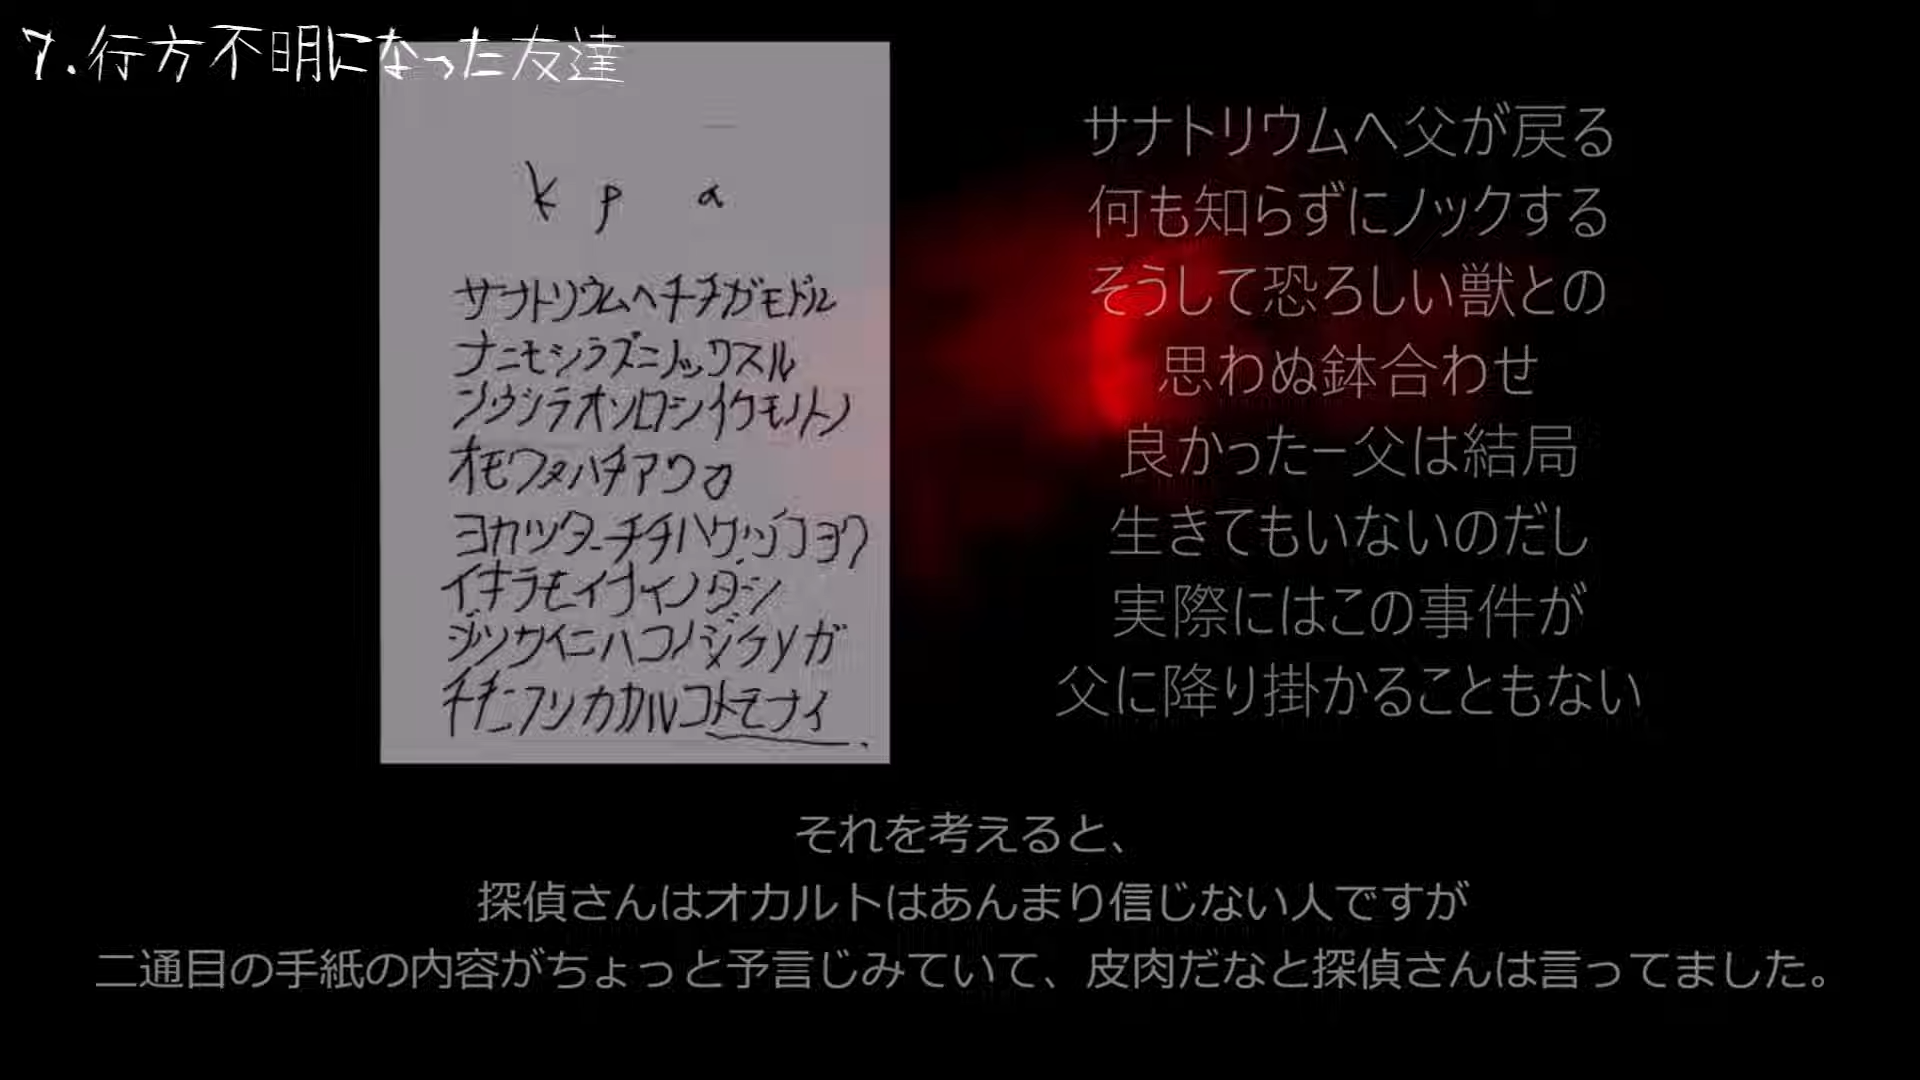 7.行方不明になった友達
k p a
サナトリウムヘチチガモドル
ナニモシラズニノックスル
ソウシテオソロシイケモノトノ
オモワヌハチアワセ
ヨカッター チチハケッコョク
イキテモイナイノダシ
ジッサイニハコノジケンガ
チチニフリカカルコトモナイ
サナトリウムへ父が戻る
何も知らずにノックする
そうして恐ろしい獣との
思わぬ鉢合わせ
良かったー父は結局
生きてもいないのだし
実際にはこの事件が
父に降り掛かることもない
それを考えると、
探偵さんはオカルトはあんまり信じない人ですが
二通目の手紙の内容がちょっと予言じみていて、皮肉だなと探偵さんは言ってました。